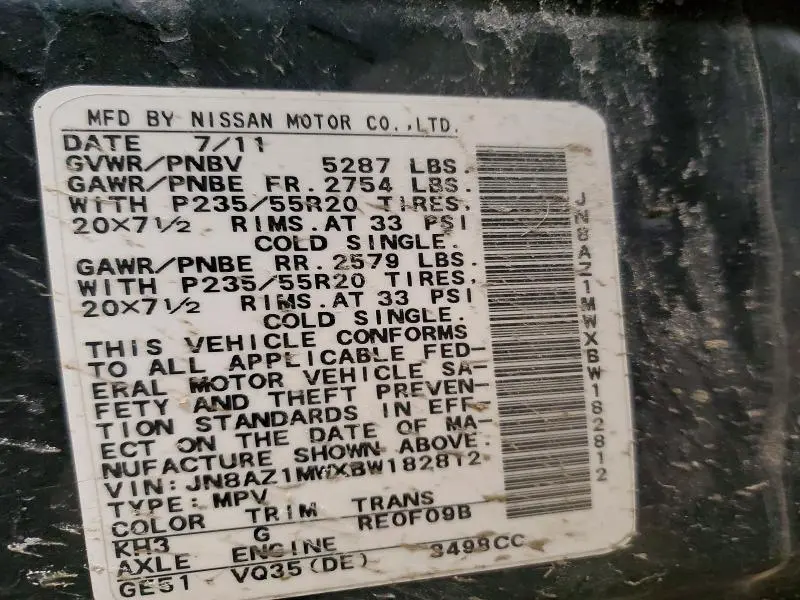 MFD BY NISSAN MOTOR CO.,LTD.
DATE 7/11
GVWR/PNBV 5287 LBS.
GAWR/PNBE FR. 2754 LBS.
WITH P235/55R20 TIRES.
20X7 1/2 RIMS.AT 33 PSI
COLD SINGLE.
GAWR/PNBE RR. 2579 LBS.
WITH P235/55R20 TIRES.
20X7 1/2 RIMS.AT 33 PSI
COLD SINGLE.
THIS VEHICLE CONFORMS
TO ALL APPLICABLE FED-
ERAL MOTOR VEHICLE SA-
FETY AND THEFT PREVEN-
TION STANDARDS IN EFF-
ECT ON THE DATE OF MA-
NUFACTURE SHOWN ABOVE.
VIN: JN8AZ1MWXBW182812
TYPE: MPV
COLOR TRIM TRANS
KH3 G RE0F09B
AXLE ENGINE
GE51 VQ35(DE) 3498CC
JN8AZ1MWXBW182812